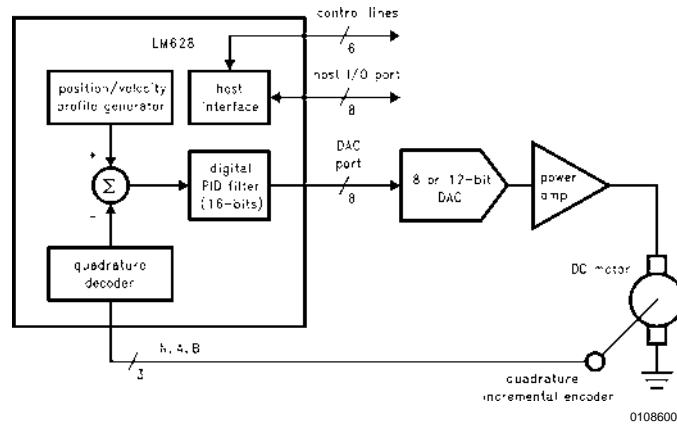 control lines
LM628
6
position/velocity
profile generator
host
interface
host I/O port
8
+
Σ
−
digital
PID filter
(16-bits)
DAC
port
8
8 or 12-bit
DAC
power
amp
quadrature
decoder
DC motor
N, A, B
3
quadrature
incremental encoder
0108600